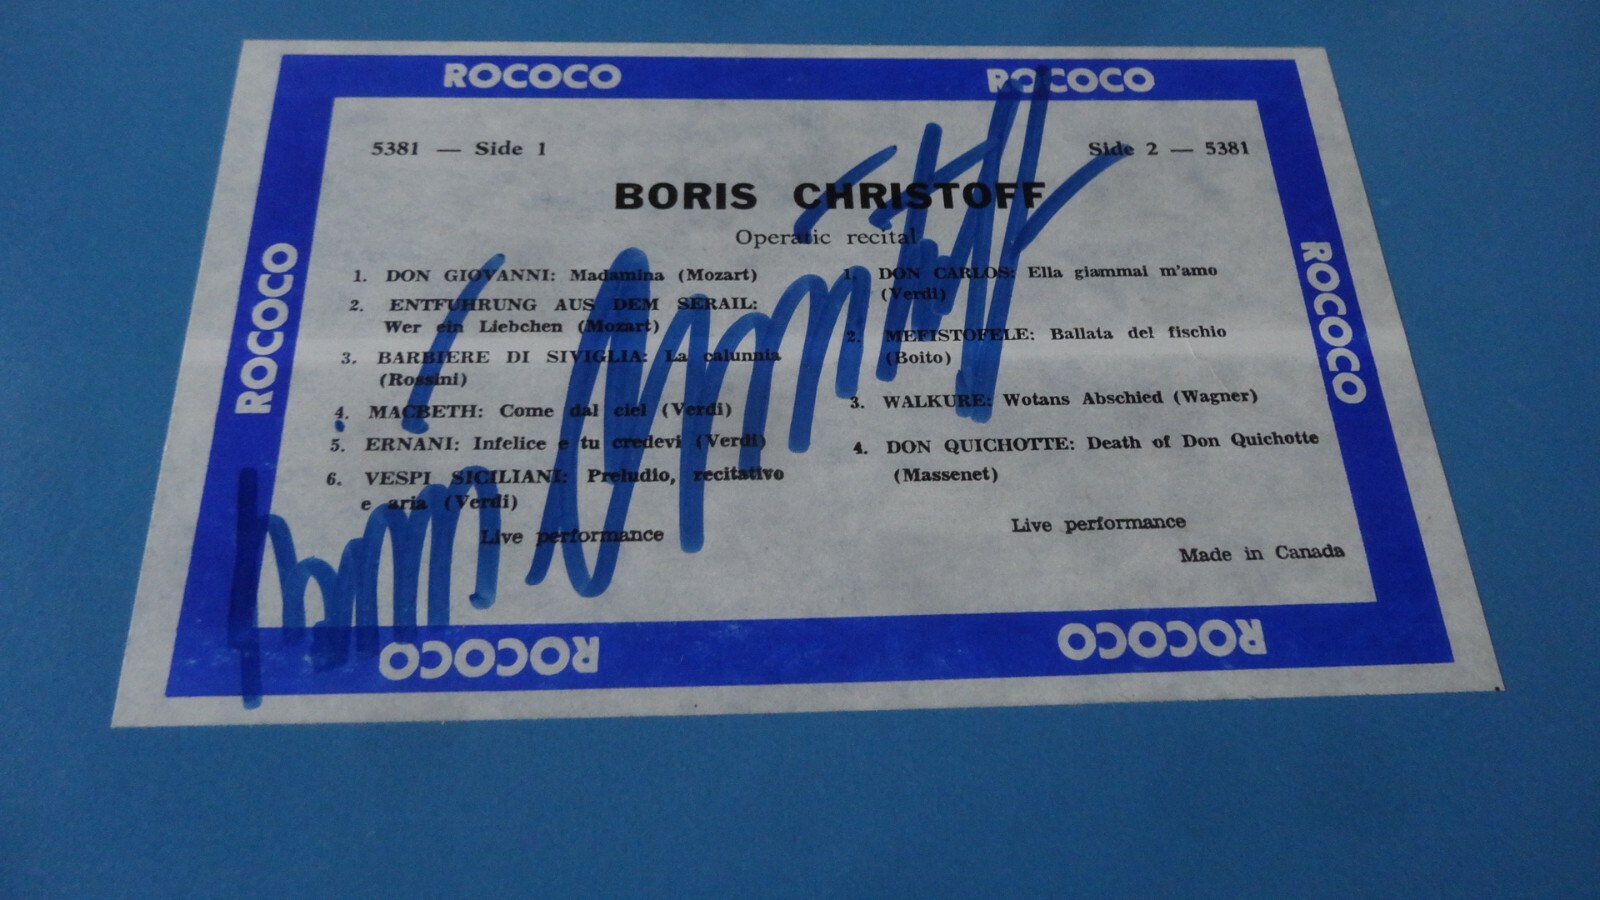 ROCOCO ROCOCO
5381 — Side 1
Side 2 — 5381
BORIS CHRISTOFF
Operatic recital
1. DON GIOVANNI: Madamina (Mozart)
2. ENTFUHRUNG AUS DEM SERAIL:
Wer ein Liebchen (Mozart)
3. BARBIERE DI SIVIGLIA: La calunnia
(Rossini)
4. MACBETH: Come dal ciel (Verdi)
5. ERNANI: Infelice e tu credevi (Verdi)
6. VESPI SICILIANI: Preludio, recitativo
e aria (Verdi)
Live performance
1. DON CARLOS: Ella giammai m'amo
(Verdi)
2. MEFISTOFELE: Ballata del fischio
(Boito)
3. WALKURE: Wotans Abschied (Wagner)
4. DON QUICHOTTE: Death of Don Quichotte
(Massenet)
Live performance
Made in Canada
ROCOCO
ROCOCO
ROCOCO ROCOCO
Boris Christoff